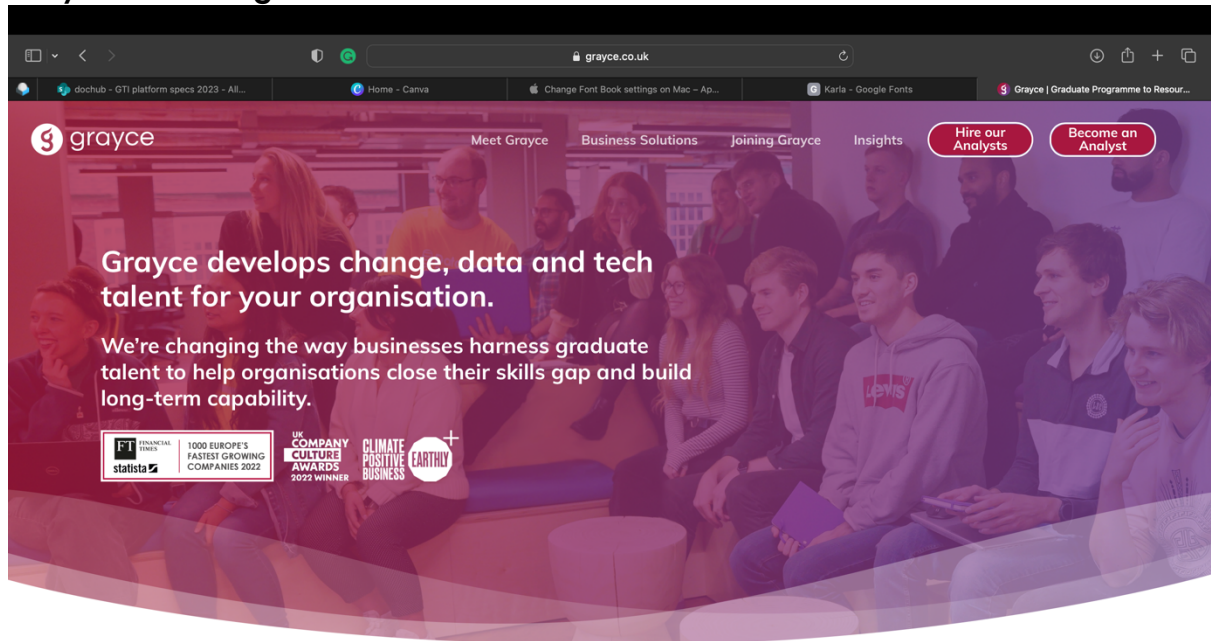 grayce.co.uk
dochub - GTI platform specs 2023 - All...
Home - Canva
Change Font Book settings on Mac – Ap...
G Karla - Google Fonts
Grayce | Graduate Programme to Resour...
grayce
Meet Grayce
Business Solutions
Joining Grayce
Insights
Hire our
Analysts
Become an
Analyst
Grayce develops change, data and tech
talent for your organisation.
We’re changing the way businesses harness graduate
talent to help organisations close their skills gap and build
long-term capability.
FT FINANCIAL
TIMES
statista
1000 EUROPE'S
FASTEST GROWING
COMPANIES 2022
UK
COMPANY
CULTURE
AWARDS
2022 WINNER
CLIMATE
POSITIVE
BUSINESS
EARTHLY
Levi's